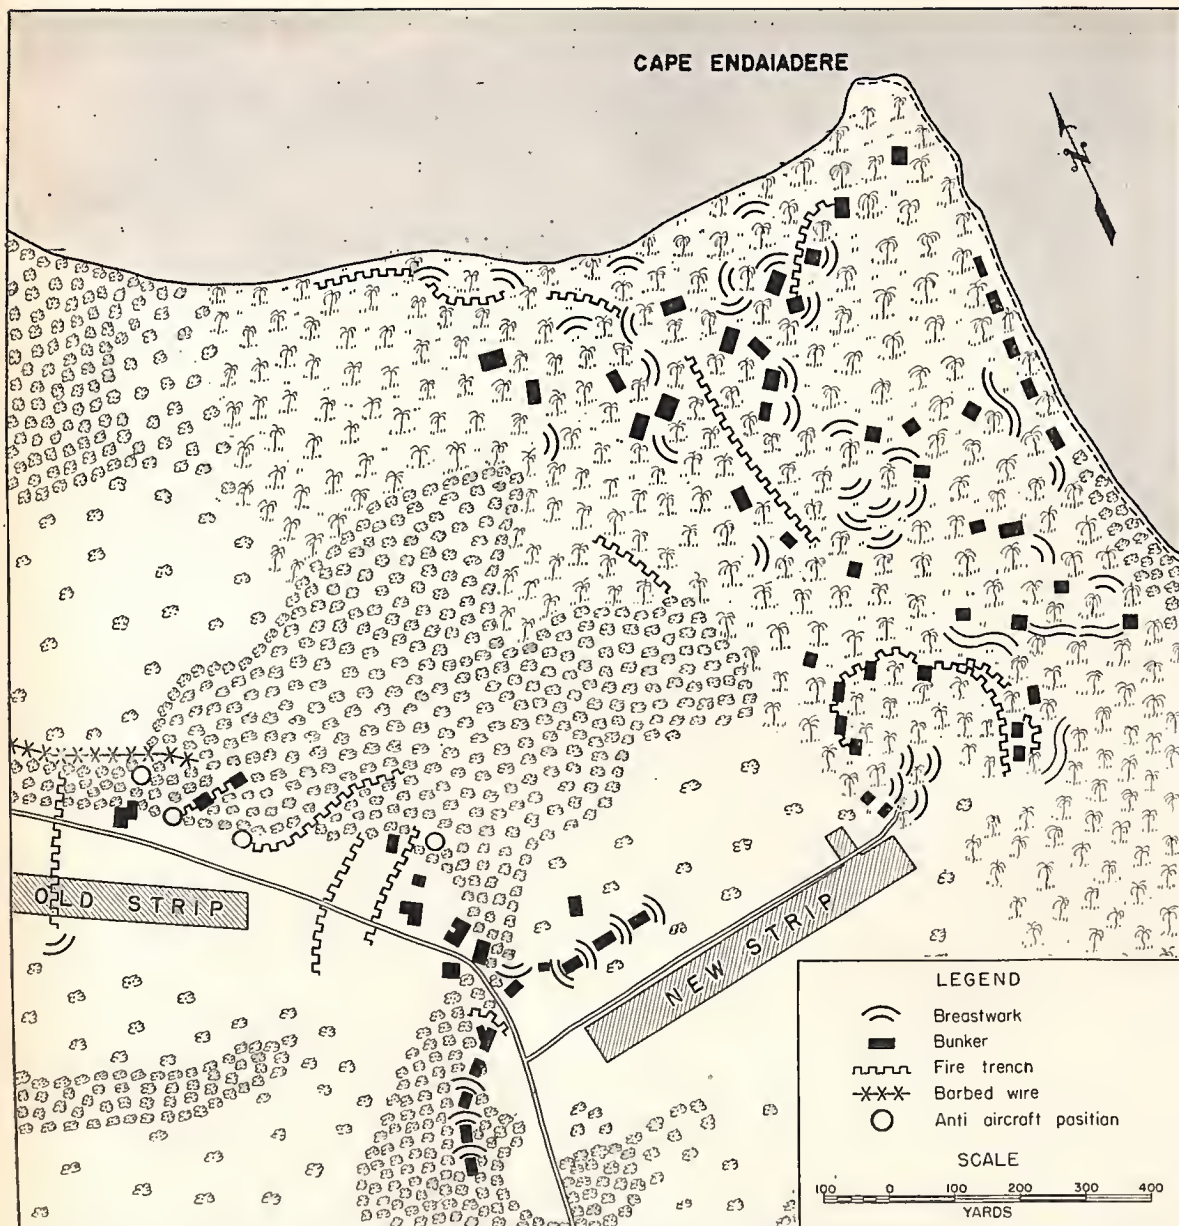 CAPE ENDAIADERE
N
OLD STRIP
NEW STRIP
LEGEND
Breastwork
Bunker
Fire trench
Barbed wire
Anti aircraft position
SCALE
100 0 100 200 300 400
YARDS